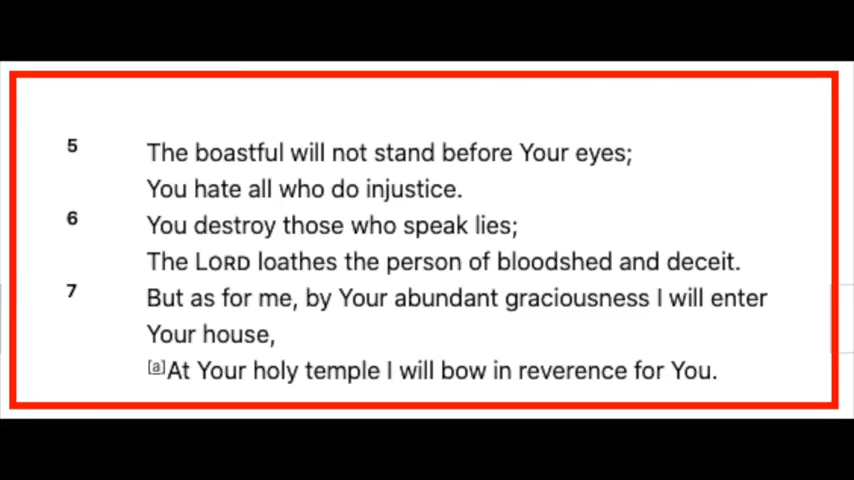 5 The boastful will not stand before Your eyes;
You hate all who do injustice.
6 You destroy those who speak lies;
The LORD loathes the person of bloodshed and deceit.
7 But as for me, by Your abundant graciousness I will enter
Your house,
[a]At Your holy temple I will bow in reverence for You.